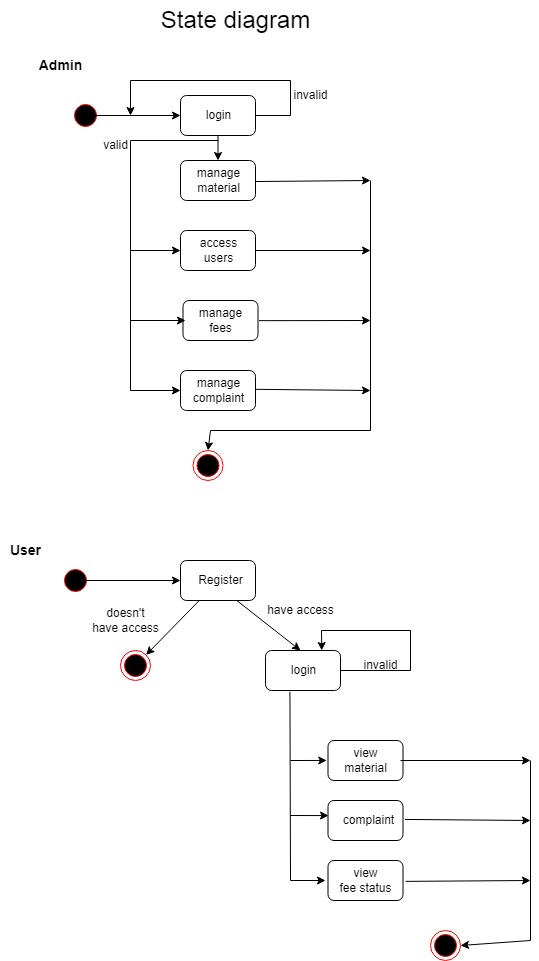 State diagram
Admin
login
invalid
valid
manage
material
access
users
manage
fees
manage
complaint
User
Register
doesn't
have access
have access
login
invalid
view
material
complaint
view
fee status